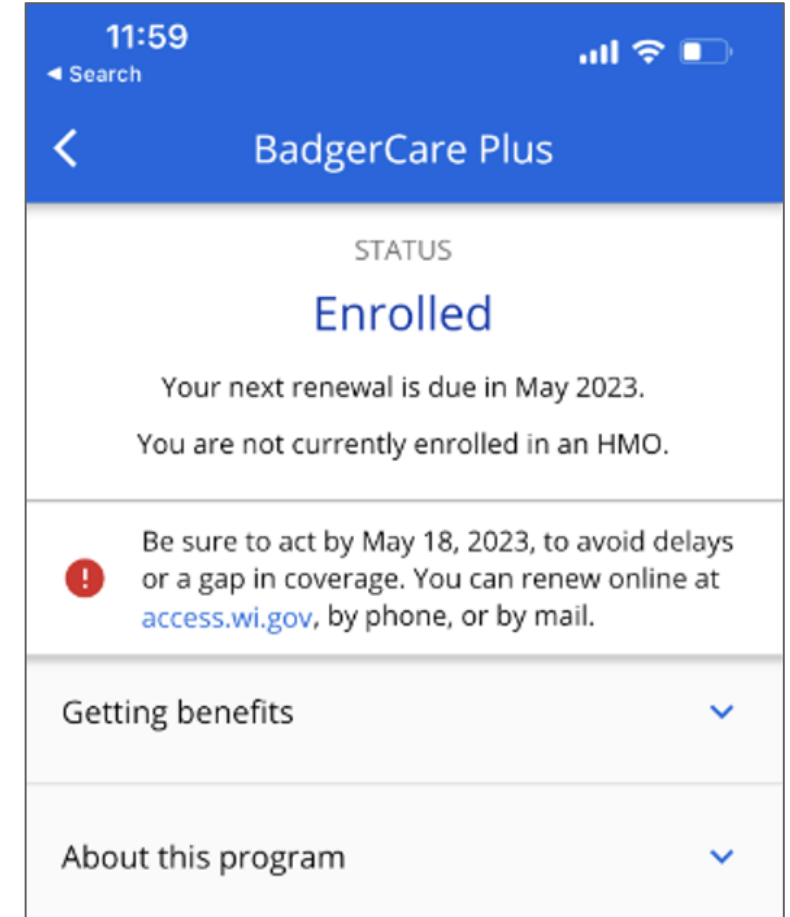 11:59
◀ Search
BadgerCare Plus
STATUS
Enrolled
Your next renewal is due in May 2023.
You are not currently enrolled in an HMO.
Be sure to act by May 18, 2023, to avoid delays
or a gap in coverage. You can renew online at
access.wi.gov, by phone, or by mail.
Getting benefits
About this program